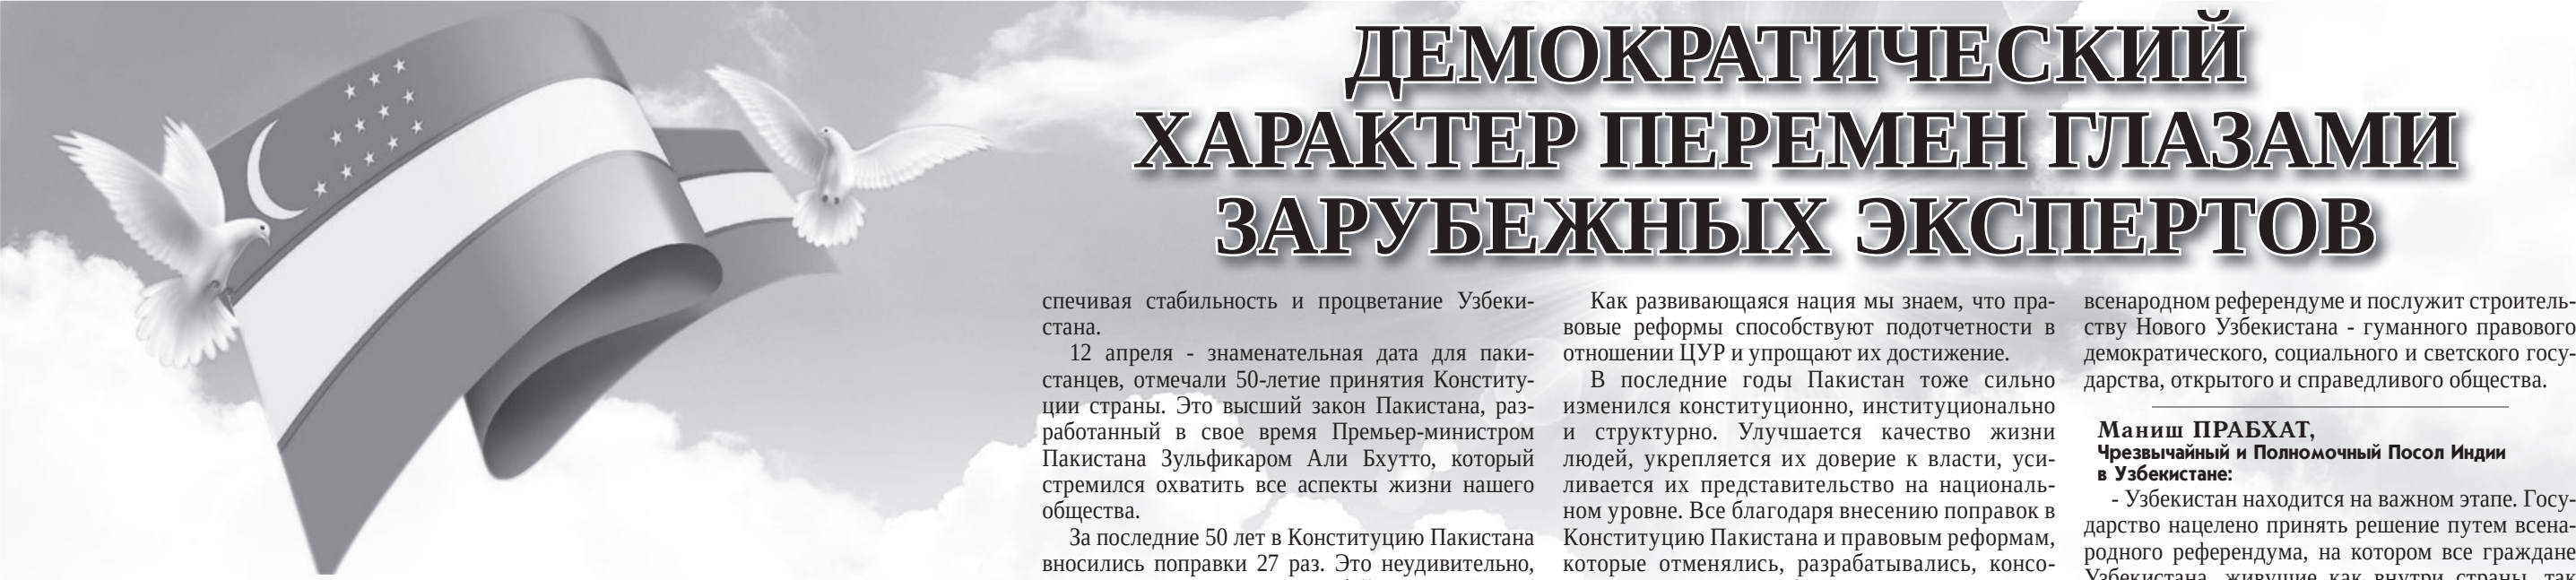 ДЕМОКРАТИЧЕСКИЙ
ХАРАКТЕР ПЕРЕМЕН ГЛАЗАМИ
ЗАРУБЕЖНЫХ ЭКСПЕРТОВ
спечивая стабильность и процветание Узбеки-
стана.
12 апреля - знаменательная дата для паки-
станцев, отмечали 50-летие принятия Конститу-
ции страны. Это высший закон Пакистана, раз-
работанный в свое время Премьер-министром
Пакистана Зульфикаром Али Бхутто, который
стремился охватить все аспекты жизни нашего
общества.
За последние 50 лет в Конституцию Пакистана
вносились поправки 27 раз. Это неудивительно,
Как развивающаяся нация мы знаем, что пра-
вовые реформы способствуют подотчетности в
отношении ЦУР и упрощают их достижение.
В последние годы Пакистан тоже сильно
изменился конституционно, институционально
и структурно. Улучшается качество жизни
людей, укрепляется их доверие к власти, уси-
ливается их представительство на националь-
ном уровне. Все благодаря внесению поправок в
Конституцию Пакистана и правовым реформам,
которые отменялись, разрабатывались, консо-
всенародном референдуме и послужит строитель-
ству Нового Узбекистана - гуманного правового
демократического, социального и светского госу-
дарства, открытого и справедливого общества.
Маниш ПРАБХАТ,
Чрезвычайный и Полномочный Посол Индии
в Узбекистане:
- Узбекистан находится на важном этапе. Госу-
дарство нацелено принять решение путем всена-
родного референдума, на котором все граждане
Узбекистана, живущие как внутри страны, так